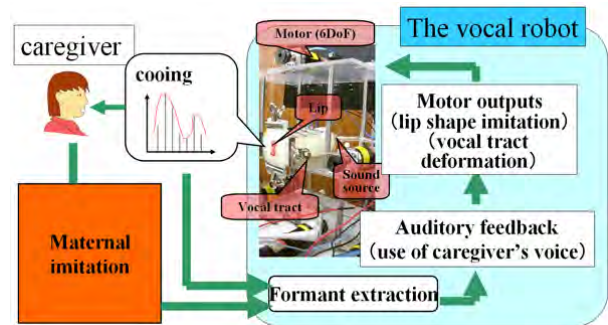 caregiver
cooing
Motor (6DoF)
The vocal robot
Lip
Sound
source
Vocal tract
Motor outputs
(lip shape imitation)
(vocal tract
deformation)
Auditory feedback
(use of caregiver's voice)
Maternal
imitation
Formant extraction